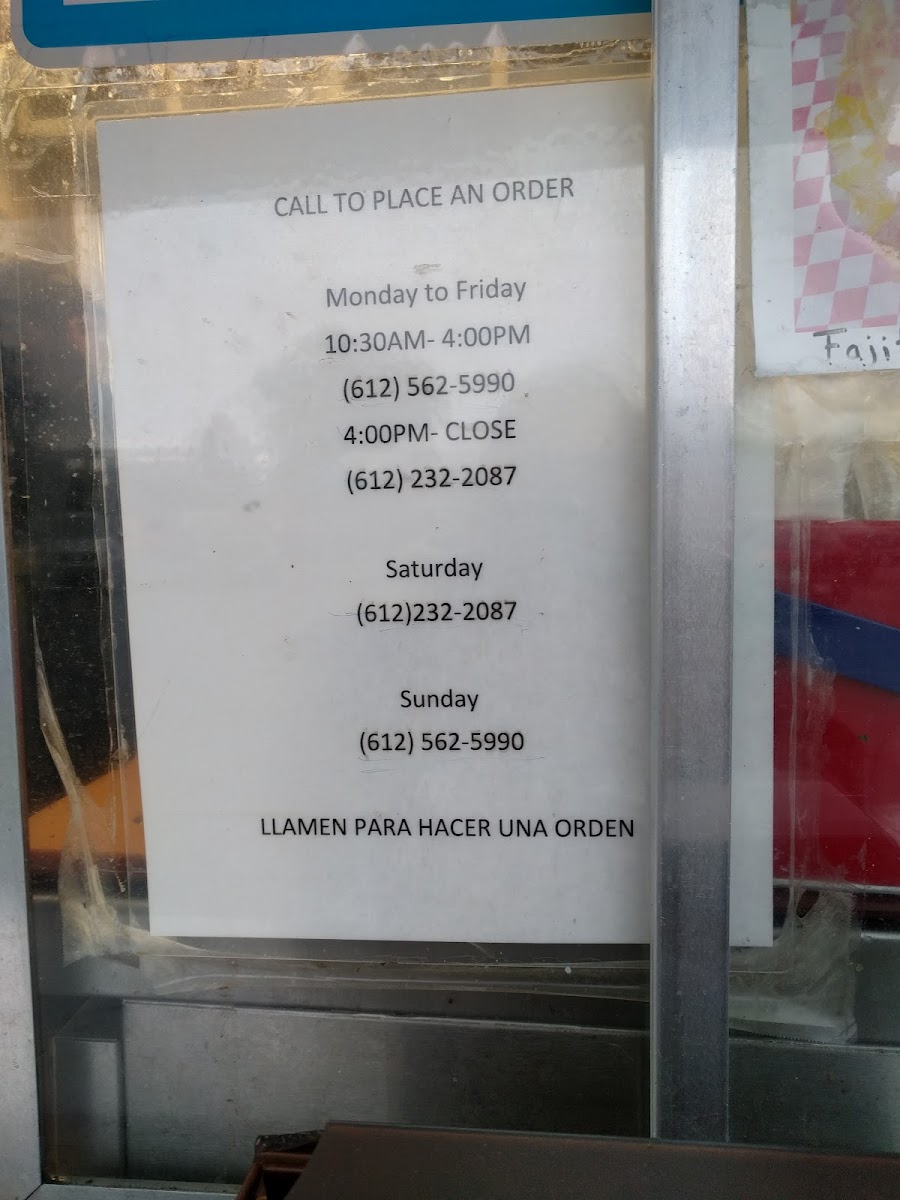 CALL TO PLACE AN ORDER
Monday to Friday
10:30AM- 4:00PM
(612) 562-5990
4:00PM- CLOSE
(612) 232-2087
Saturday
(612)232-2087
Sunday
(612) 562-5990
LLAMEN PARA HACER UNA ORDEN